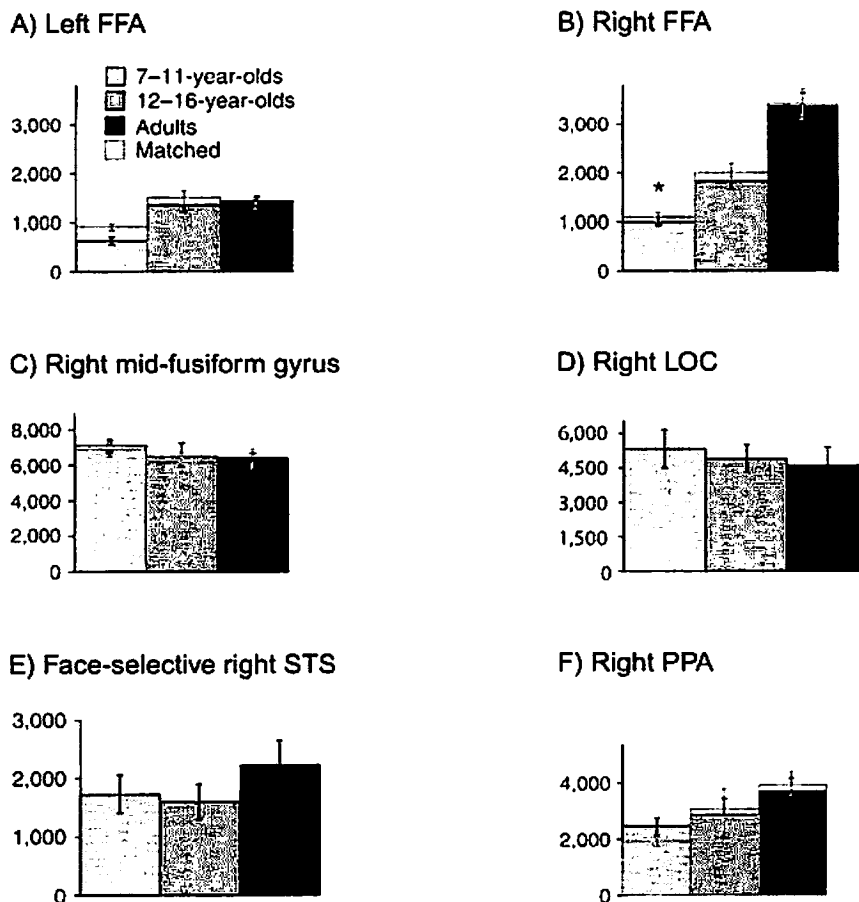 A) Left FFA
7–11-year-olds
12–16-year-olds
Adults
Matched
3,000
2,000
1,000
0
B) Right FFA
3,000
2,000
1,000
0
*
C) Right mid-fusiform gyrus
8,000
6,000
4,000
2,000
0
D) Right LOC
6,000
4,500
3,000
1,500
0
E) Face-selective right STS
3,000
2,000
1,000
0
F) Right PPA
4,000
2,000
0